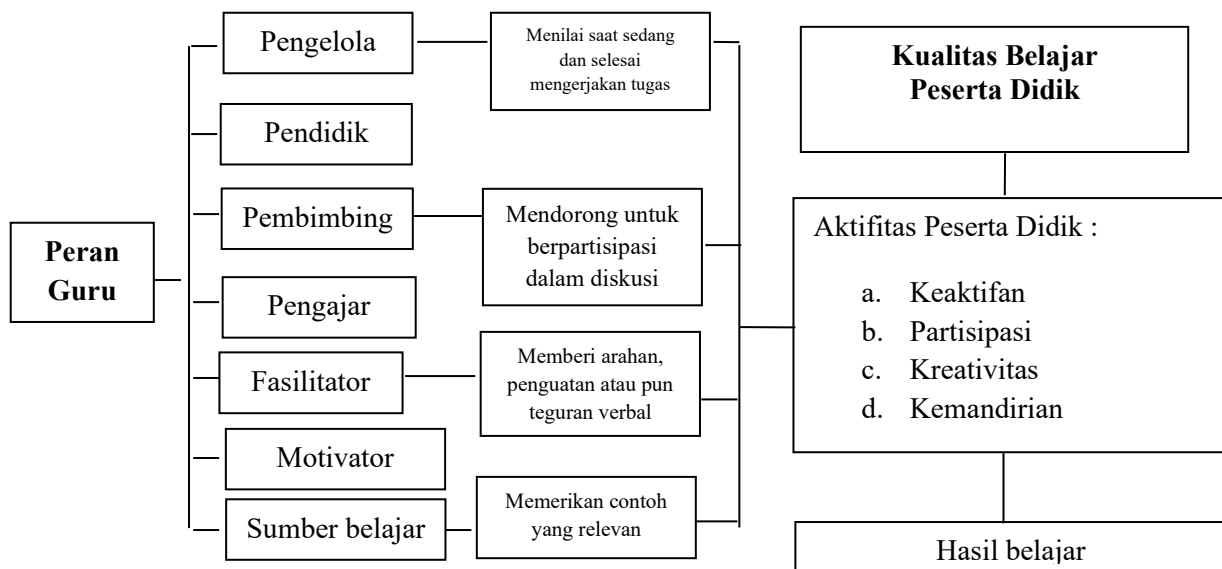 Peran
Guru
Pengelola
Pendidik
Pembimbing
Pengajar
Fasilitator
Motivator
Sumber belajar
Menilai saat sedang
dan selesai
mengerjakan tugas
Mendorong untuk
berpartisipasi
dalam diskusi
Memberi arahan,
penguatan atau pun
teguran verbal
Memerikan contoh
yang relevan
Kualitas Belajar
Peserta Didik
Aktifitas Peserta Didik :
a. Keaktifan
b. Partisipasi
c. Kreativitas
d. Kemandirian
Hasil belajar